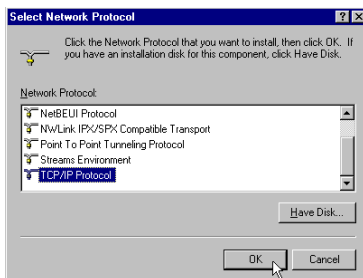 Select Network Protocol
Click the Network Protocol that you want to install, then click OK. If
you have an installation disk for this component, click Have Disk.
Network Protocol:
NetBEUI Protocol
NWLink IPX/SPX Compatible Transport
Point To Point Tunneling Protocol
Streams Environment
TCP/IP Protocol
Have Disk...
OK
Cancel